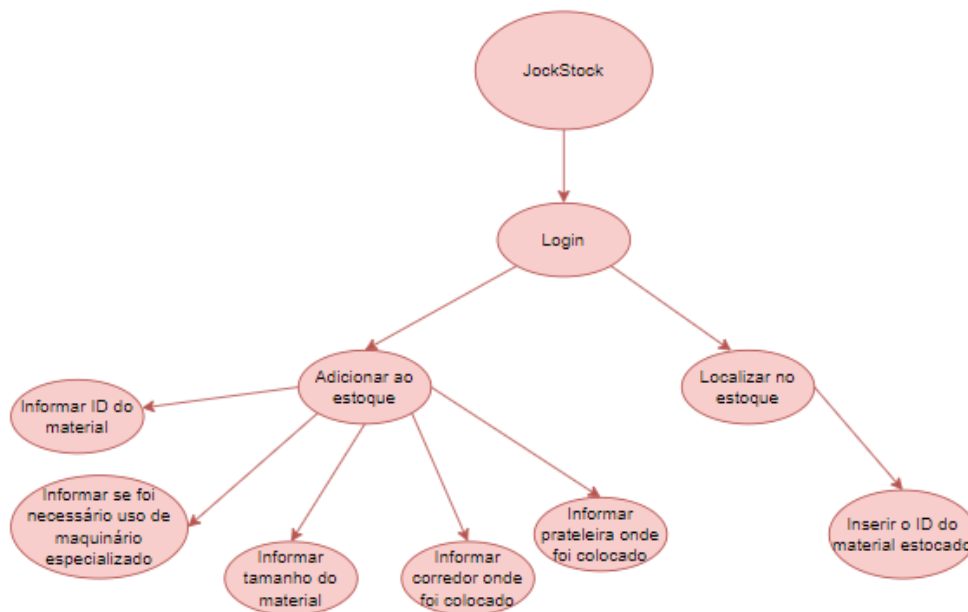 JockStock
Login
Adicionar ao
estoque
Localizar no
estoque
Informar ID do
material
Informar se foi
necessário uso de
maquinário
especializado
Informar
tamanho do
material
Informar
corredor onde
foi colocado
Informar
prateleira onde
foi colocado
Inserir o ID do
material estocado